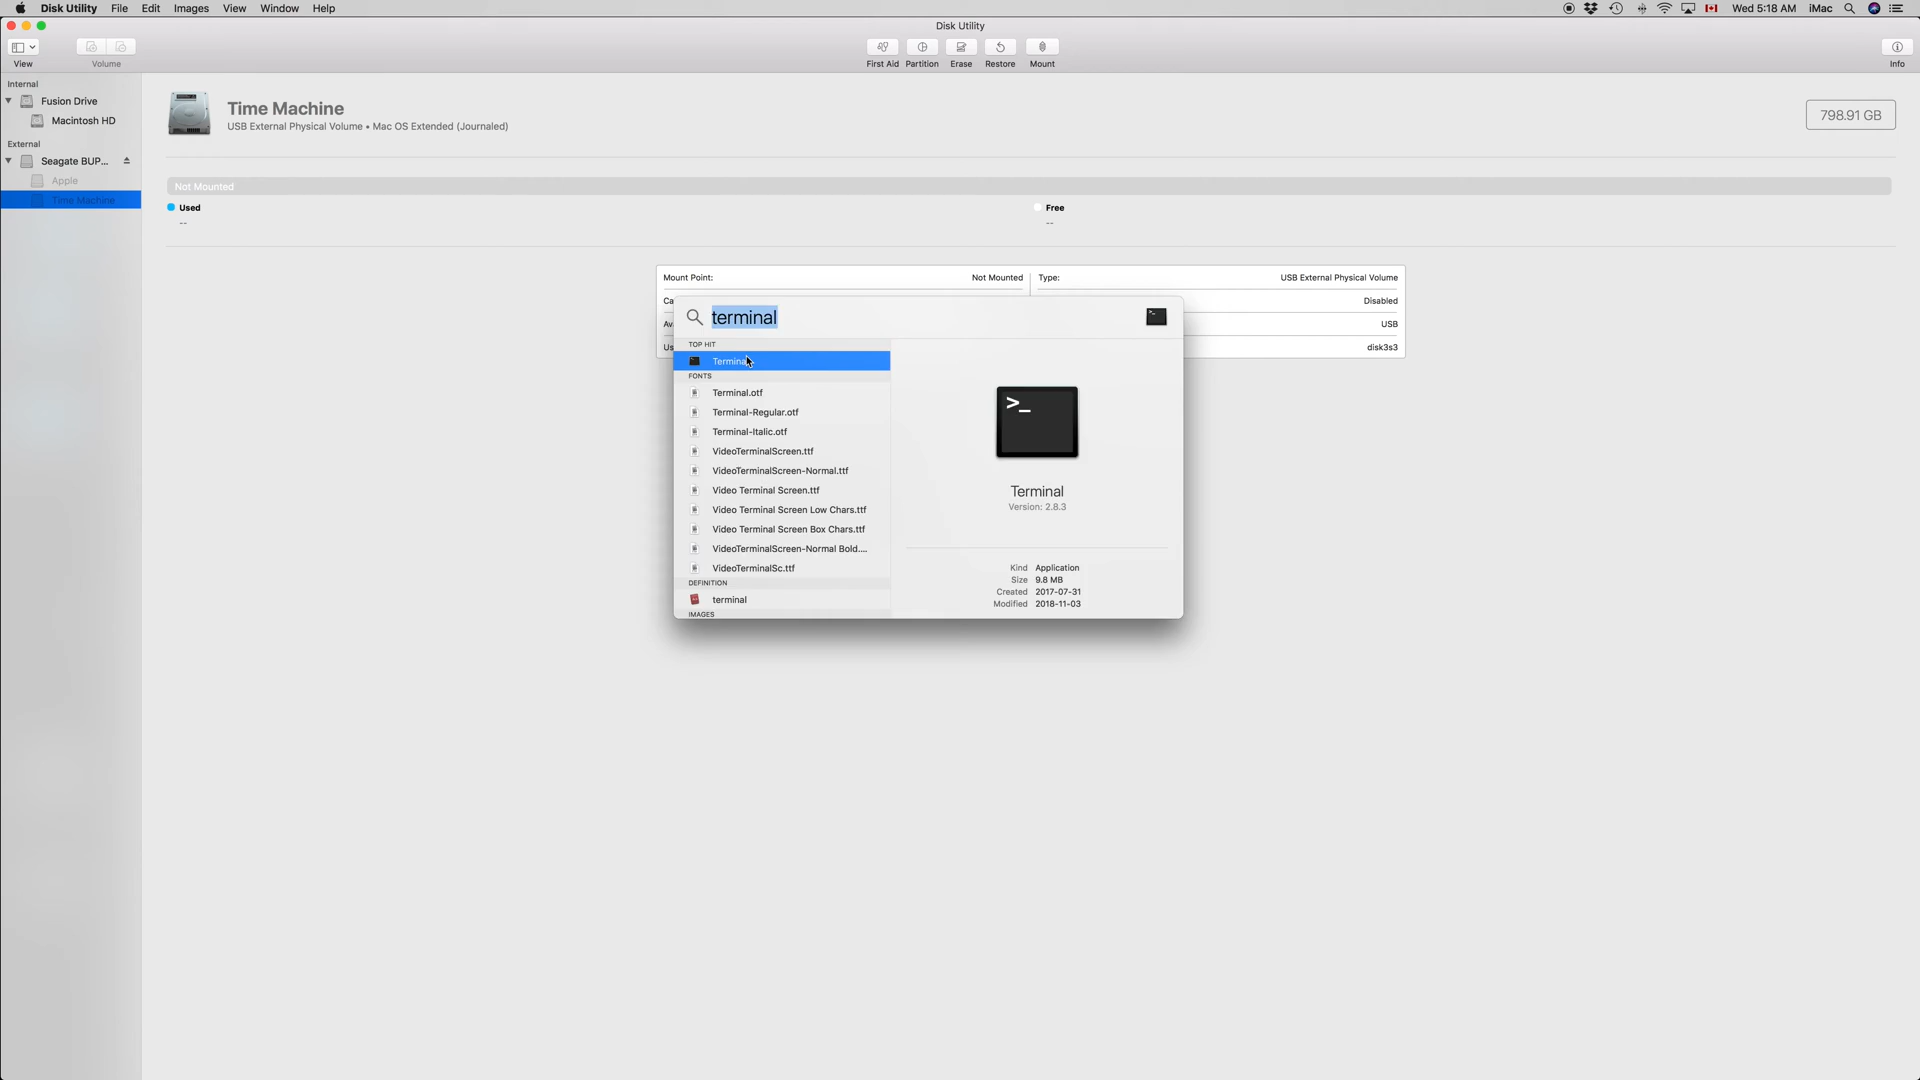 Disk Utility File Edit Images View Window Help Wed 5:18 AM iMac
Disk Utility
View Volume First Aid Partition Erase Restore Mount Info
Internal
Fusion Drive
Macintosh HD
External
Seagate BUP...
Apple
Time Machine
Time Machine
USB External Physical Volume • Mac OS Extended (Journaled)
798.91 GB
Not Mounted
Used
--
Free
--
Mount Point: Not Mounted Type: USB External Physical Volume
Disabled
USB
disk3s3
terminal
TOP HIT
Terminal
FONTS
Terminal.otf
Terminal-Regular.otf
Terminal-Italic.otf
VideoTerminalScreen.ttf
VideoTerminalScreen-Normal.ttf
Video Terminal Screen.ttf
Video Terminal Screen Low Chars.ttf
Video Terminal Screen Box Chars.ttf
VideoTerminalScreen-Normal Bold....
VideoTerminalSc.ttf
DEFINITION
terminal
IMAGES
>_
Terminal
Version: 2.8.3
Kind Application
Size 9.8 MB
Created 2017-07-31
Modified 2018-11-03